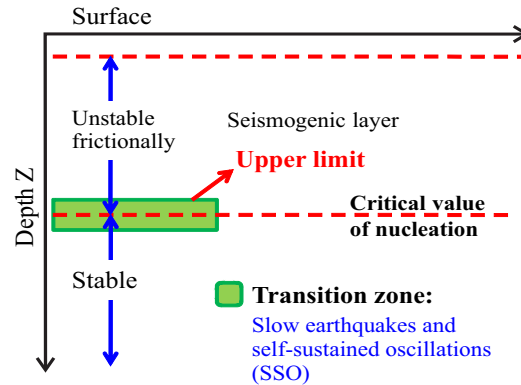 Surface
Depth Z
Unstable
frictionally
Seismogenic layer
Upper limit
Critical value
of nucleation
Stable
Transition zone:
Slow earthquakes and
self-sustained oscillations
(SSO)